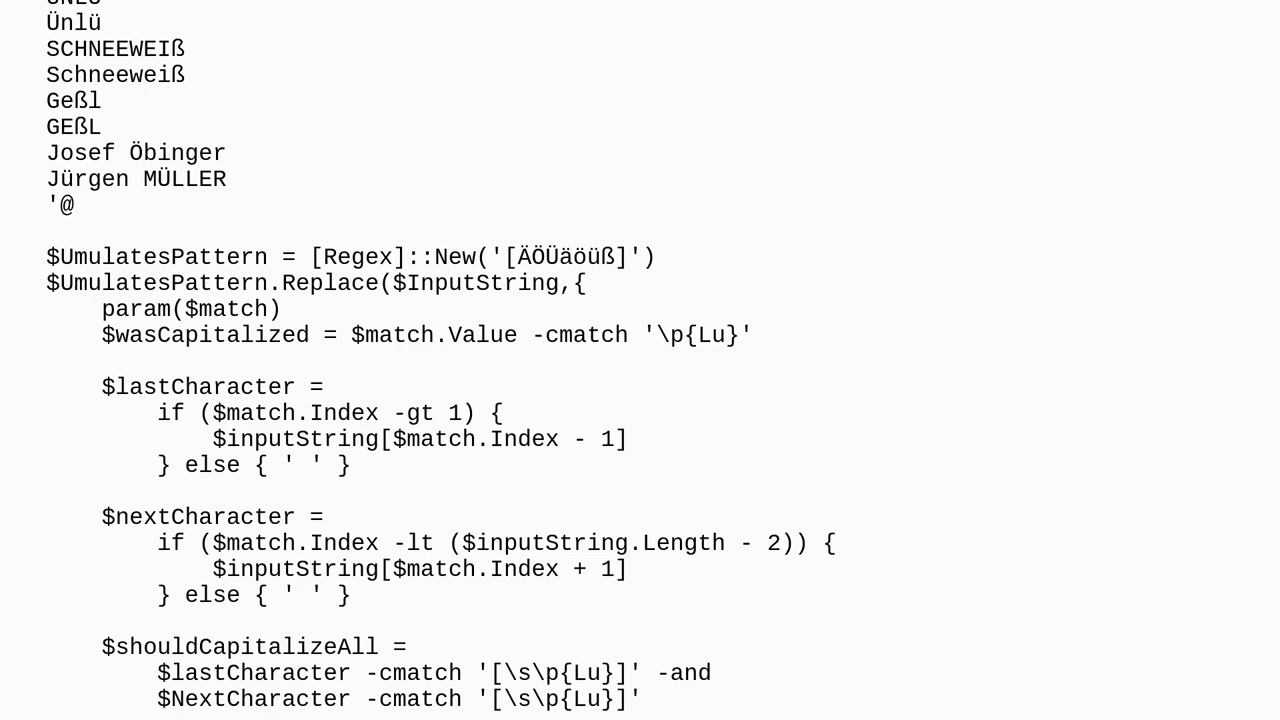 Ünlü
SCHNEEWEIß
Schneeweiß
Geßl
GEßL
Josef Öbinger
Jürgen MÜLLER
'@
$UmulatesPattern = [Regex]::New('[ÄÖÜäöüß]')
$UmulatesPattern.Replace($InputString,{
    param($match)
    $wasCapitalized = $match.Value -cmatch '\p{Lu}'
    $lastCharacter =
        if ($match.Index -gt 1) {
            $inputString[$match.Index - 1]
        } else { ' ' }
    $nextCharacter =
        if ($match.Index -lt ($inputString.Length - 2)) {
            $inputString[$match.Index + 1]
        } else { ' ' }
    $shouldCapitalizeAll =
        $lastCharacter -cmatch '[\s\p{Lu}]' -and
        $NextCharacter -cmatch '[\s\p{Lu}]'